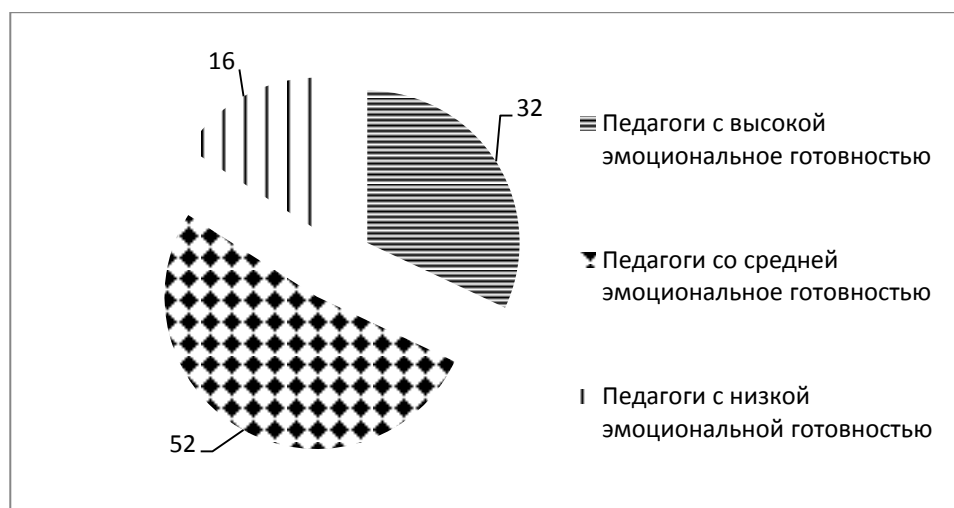 16
32
Педагоги с высокой
эмоциональное готовностью
Педагоги со средней
эмоциональное готовностью
Педагоги с низкой
эмоциональной готовностью
52